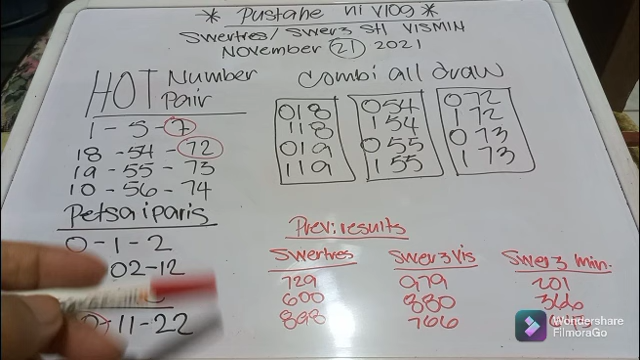 * Pustahe ni vlog *
Swertres/ Swer3 Stl VISMIN
November 21 2021
HOT Number Pair
1 - 5 - 7
18 - 54 - 72
19 - 55 - 73
10 - 56 - 74
Petsaiparis
0 - 1 - 2
02 - 12
11 - 22
combi all draw
018 054 072
118 154 172
019 055 073
119 155 173
Previ: results
Swertres Swer3 Vis Swer3 min.
729 979 201
600 880 366
898 766
Wondershare
FilmoraGo